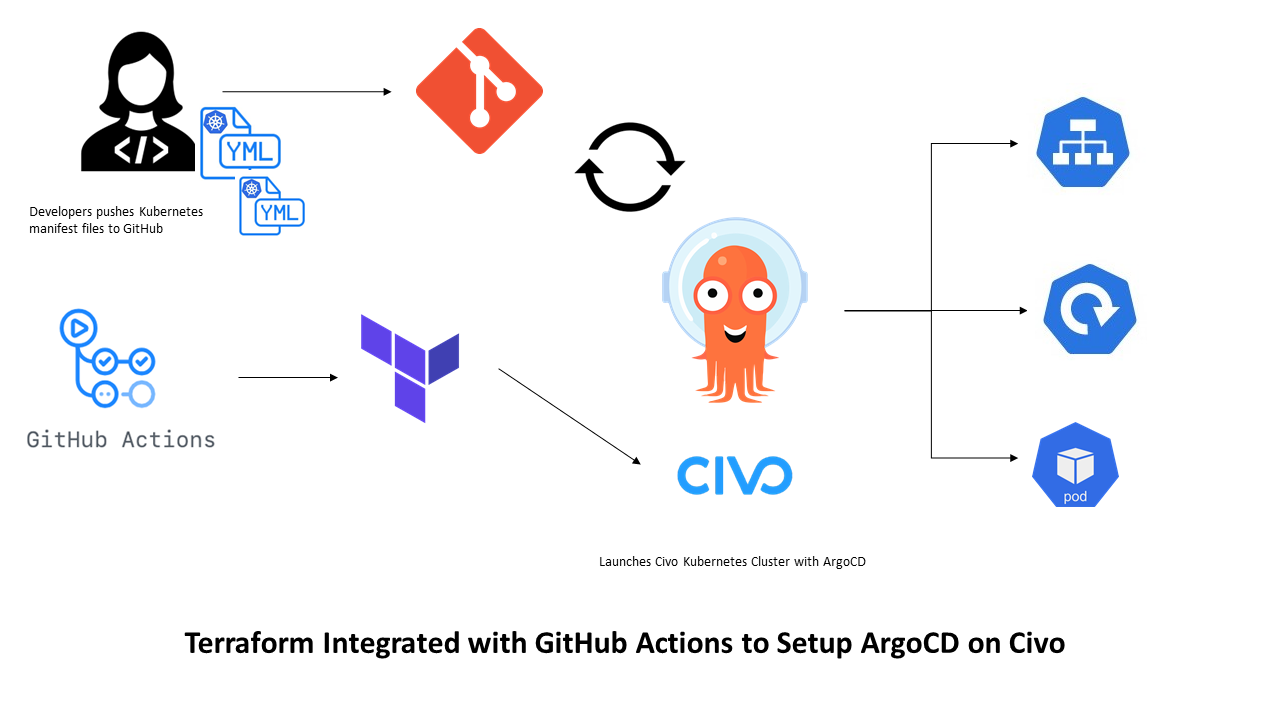 </>
YML
YML
Developers pushes Kubernetes
manifest files to GitHub
GitHub Actions
CIVO
pod
Launches Civo Kubernetes Cluster with ArgoCD
Terraform Integrated with GitHub Actions to Setup ArgoCD on Civo